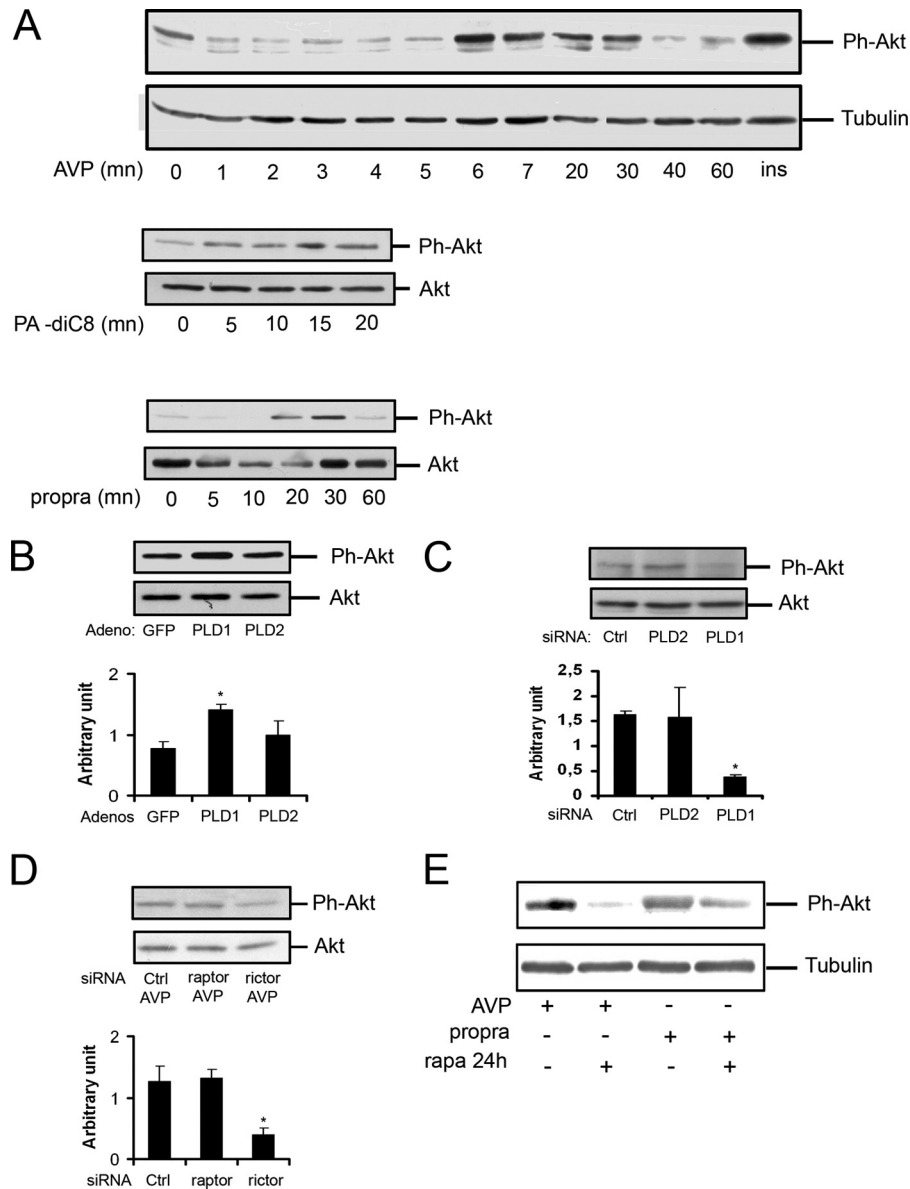 A
Ph-Akt
Tubulin
AVP (mn) 0 1 2 3 4 5 6 7 20 30 40 60 ins
Ph-Akt
Akt
PA -diC8 (mn) 0 5 10 15 20
Ph-Akt
Akt
propra (mn) 0 5 10 20 30 60
B
Ph-Akt
Akt
Adeno: GFP PLD1 PLD2
Arbitrary unit
2
1
0
*
Adenos GFP PLD1 PLD2
C
Ph-Akt
Akt
siRNA: Ctrl PLD2 PLD1
Arbitrary unit
2,5
2
1,5
1
0,5
0
*
siRNA Ctrl PLD2 PLD1
D
Ph-Akt
Akt
siRNA Ctrl raptor rictor
AVP AVP AVP
Arbitrary unit
2
1
0
*
siRNA Ctrl raptor rictor
E
Ph-Akt
Tubulin
AVP + + - -
propra - - + +
rapa 24h - + - +